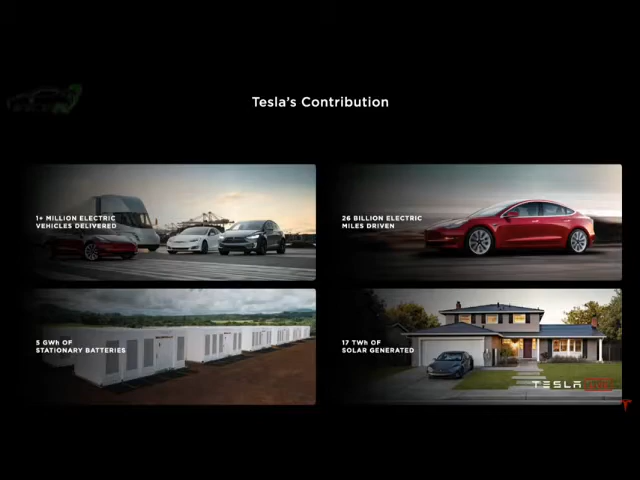 Tesla's Contribution
1+ MILLION ELECTRIC
VEHICLES DELIVERED
26 BILLION ELECTRIC
MILES DRIVEN
5 GWh OF
STATIONARY BATTERIES
17 TWh OF
SOLAR GENERATED
TESLA